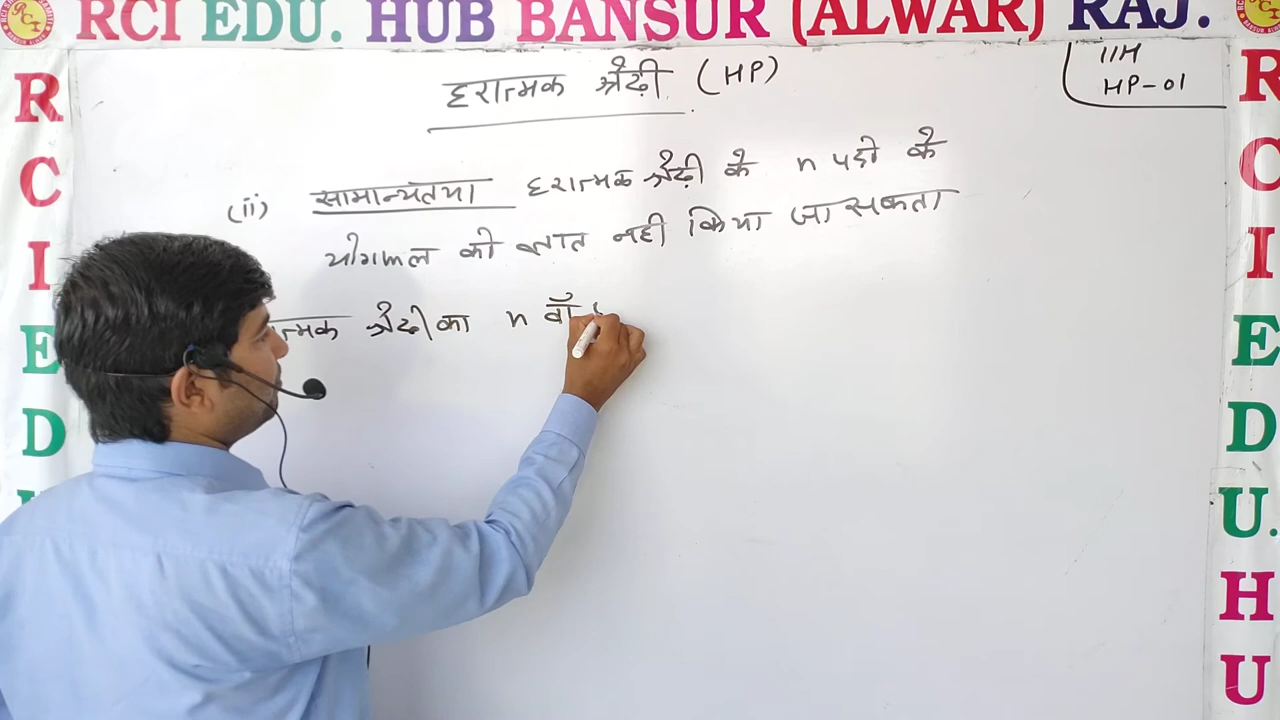 RCI EDU. HUB BANSUR (ALWAR) RAJ.
हरात्मक श्रेढ़ी (HP)
11H
HP-01
(ii) सामान्यतया हरात्मक श्रेढ़ी के n पदो के
योगफल को ज्ञात नही किया जा सकता
त्मक श्रेढ़ी का n वाँ
R
C
I
E
D
R
C
I
E
D
U.
H
U